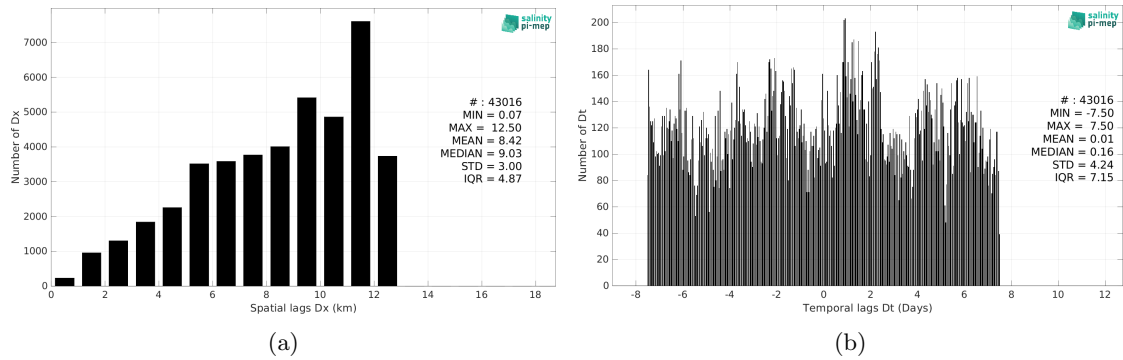 salinity
pi-mep
7000
6000
5000
4000
3000
2000
1000
0
Number of Dx
# : 43016
MIN = 0.07
MAX = 12.50
MEAN = 8.42
MEDIAN = 9.03
STD = 3.00
IQR = 4.87
0 2 4 6 8 10 12 14 16 18
Spatial lags Dx (km)
(a)
salinity
pi-mep
200
180
160
140
120
100
80
60
40
20
0
Number of Dt
# : 43016
MIN = -7.50
MAX = 7.50
MEAN = 0.01
MEDIAN = 0.16
STD = 4.24
IQR = 7.15
-8 -6 -4 -2 0 2 4 6 8 10 12
Temporal lags Dt (Days)
(b)